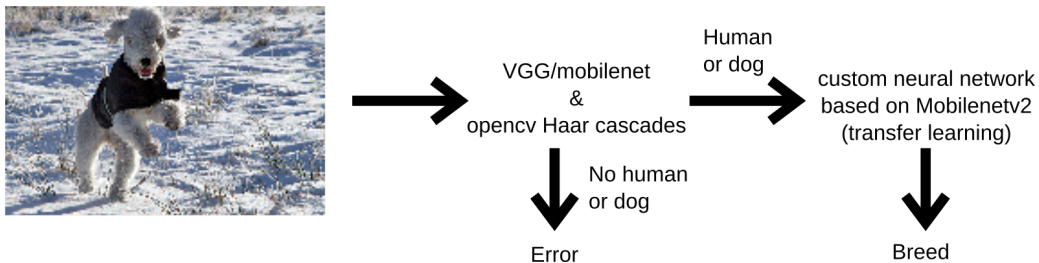 Human
or dog
VGG/mobilenet
&
opencv Haar cascades
custom neural network
based on Mobilenetv2
(transfer learning)
No human
or dog
Error
Breed